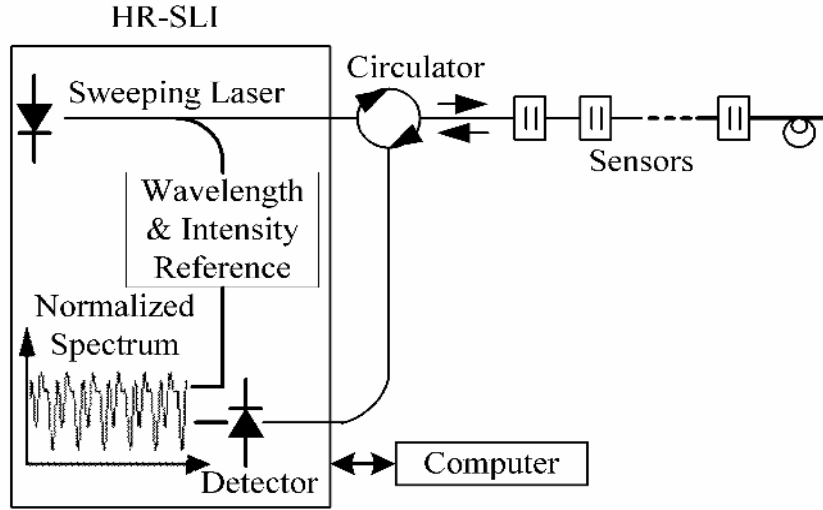 HR-SLI
Circulator
Sweeping Laser
Sensors
Wavelength
& Intensity
Reference
Normalized
Spectrum
Detector
Computer